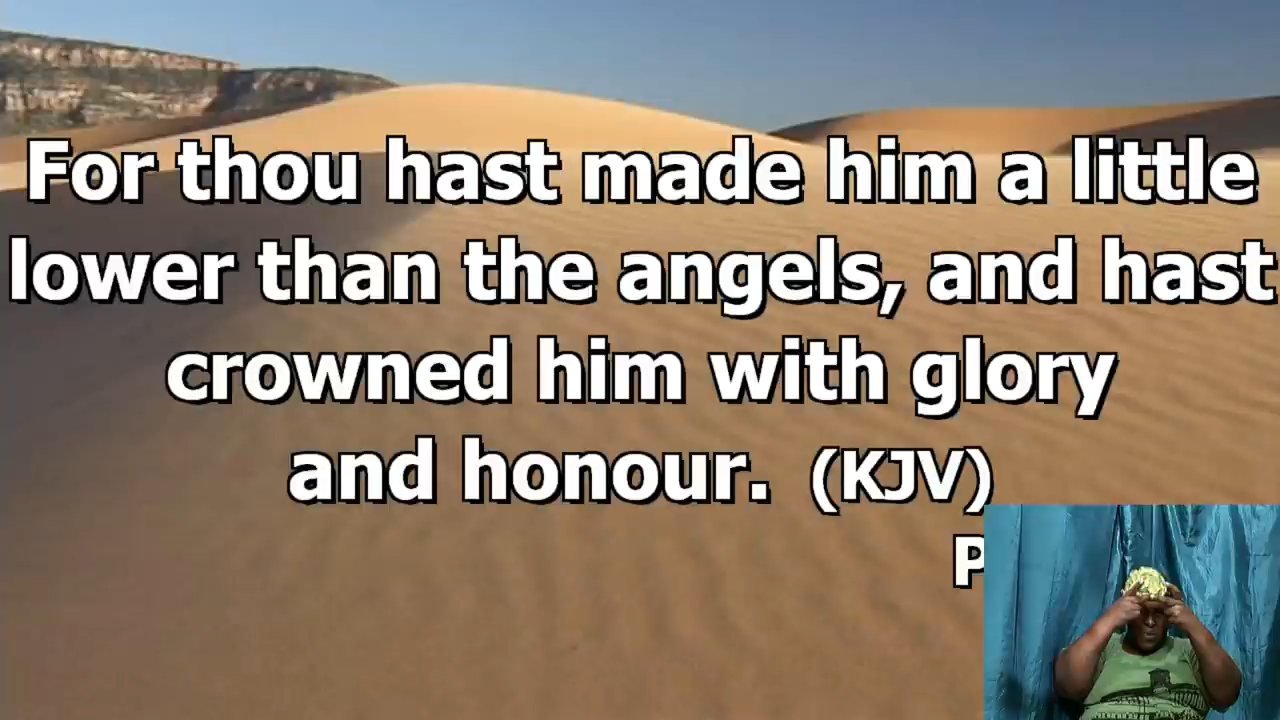 For thou hast made him a little
lower than the angels, and hast
crowned him with glory
and honour. (KJV)
P